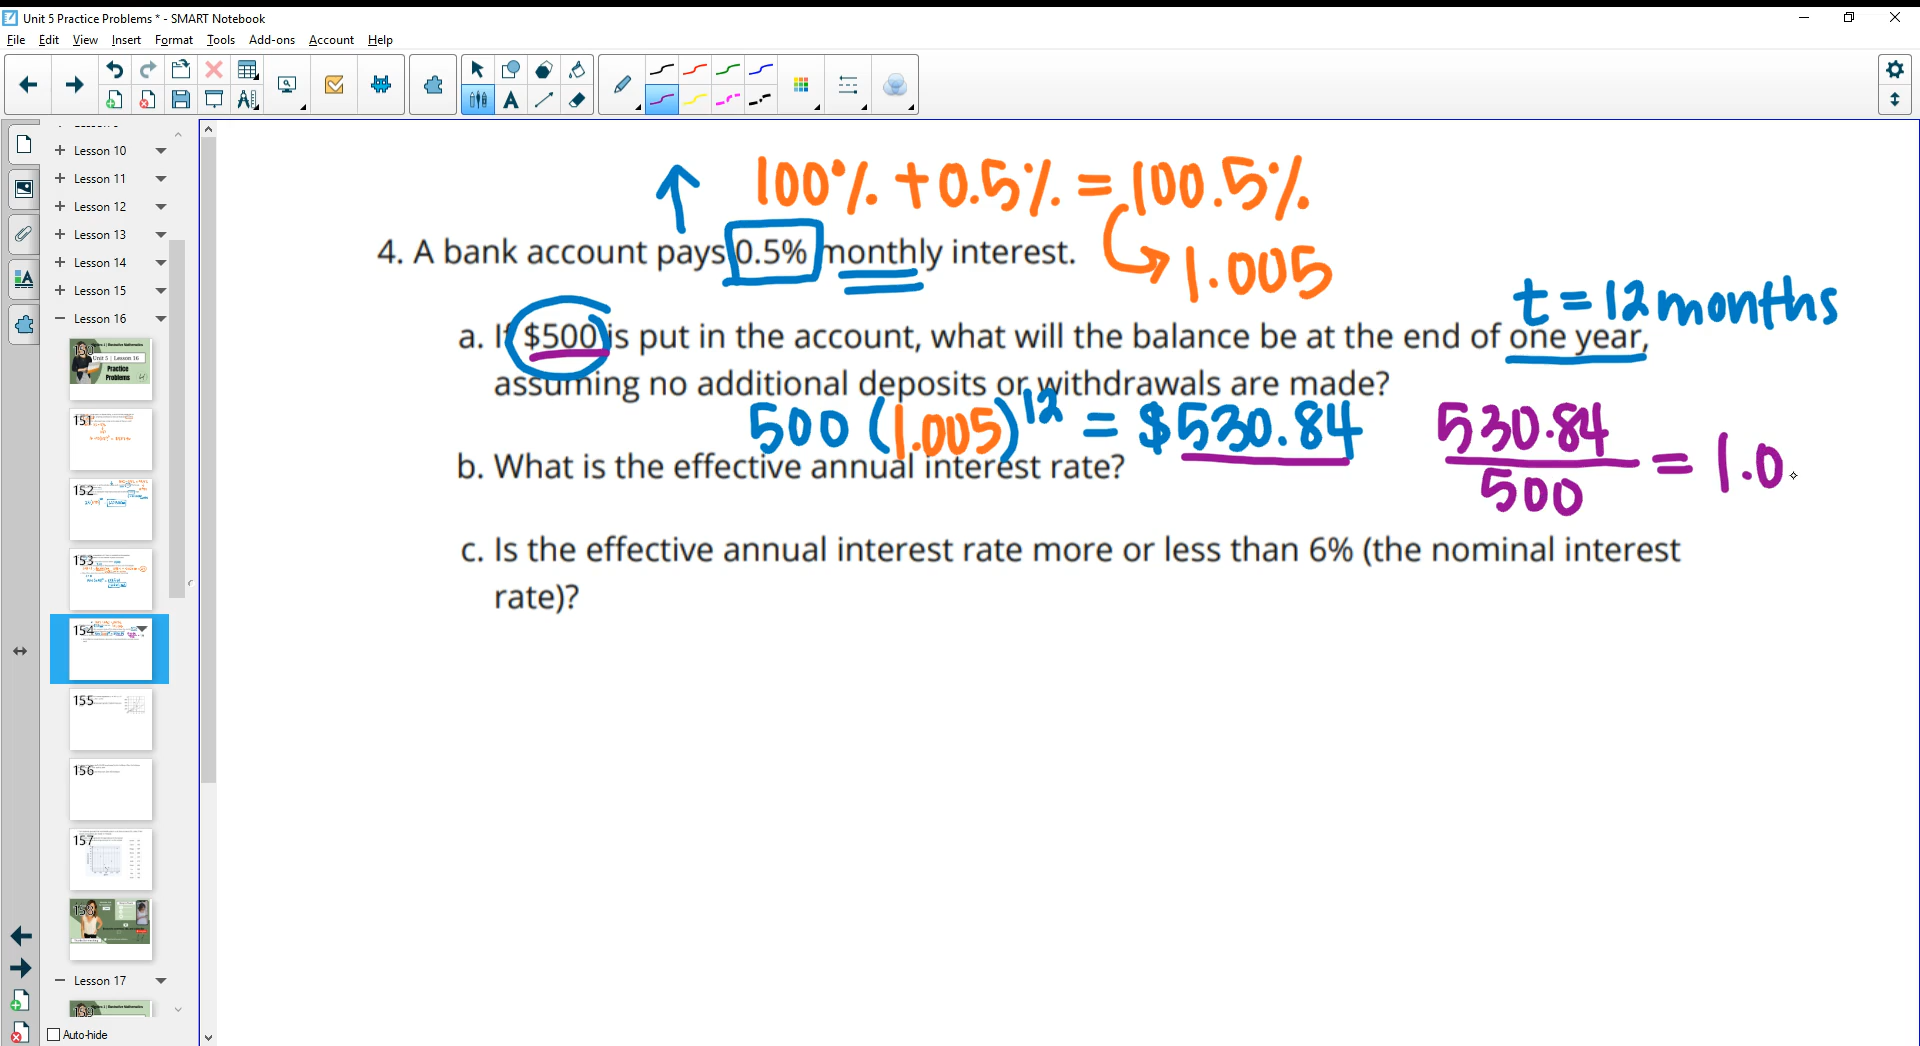 Unit 5 Practice Problems * - SMART Notebook
File Edit View Insert Format Tools Add-ons Account Help
Lesson 10
Lesson 11
Lesson 12
Lesson 13
Lesson 14
Lesson 15
Lesson 16
Unit 5 | Lesson 16
Practice
Problems
151
152
153
154
155
156
157
Lesson 17
Auto-hide
100% + 0.5% = 100.5%
4. A bank account pays 0.5% monthly interest.
1.005
t = 12 months
a. If $500 is put in the account, what will the balance be at the end of one year,
assuming no additional deposits or withdrawals are made?
500 (1.005)^12 = $530.84
530.84
500
= 1.0
b. What is the effective annual interest rate?
c. Is the effective annual interest rate more or less than 6% (the nominal interest
rate)?